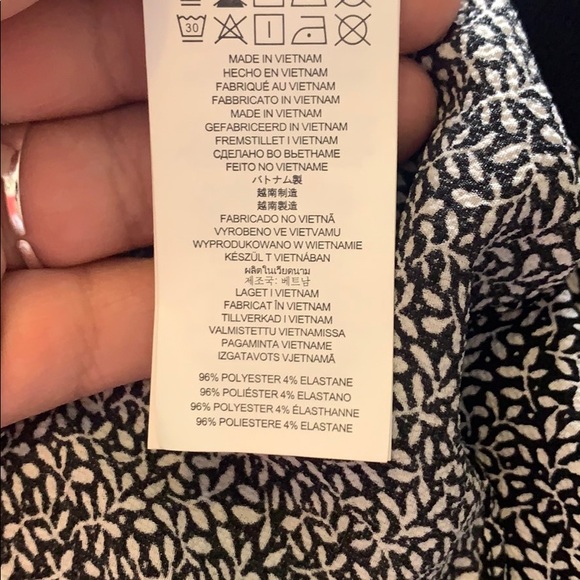 30
MADE IN VIETNAM
HECHO EN VIETNAM
FABRIQUÉ AU VIETNAM
FABBRICATO IN VIETNAM
MADE IN VIETNAM
GEFABRICEERD IN VIETNAM
FREMSTILLET I VIETNAM
СДЕЛАНО ВО ВЬЕТНАМЕ
FEITO NO VIETNAME
バトナム製
越南制造
越南製造
FABRICADO NO VIETNÃ
VYROBENO VE VIETVAMU
WYPRODUKOWANO W WIETNAMIE
KÉSZÜL T VIETNÁBAN
ผลิตในเวียดนาม
제조국: 베트남
LAGET I VIETNAM
FABRICAT ÎN VIETNAM
TILLVERKAD I VIETNAM
VALMISTETTU VIETNAMISSA
PAGAMINTA VIETNAME
IZGATAVOTS VJETNAMĀ
96% POLYESTER 4% ELASTANE
96% POLIÉSTER 4% ELASTANO
96% POLYESTER 4% ÉLASTHANNE
96% POLIESTERE 4% ELASTANE